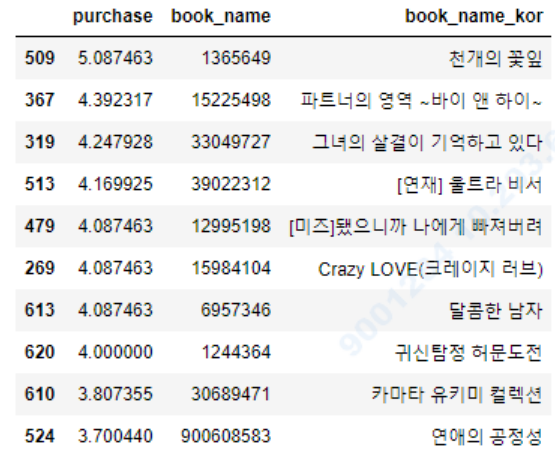 purchase book_name book_name_kor
509 5.087463 1365649 천개의 꽃잎
367 4.392317 15225498 파트너의 영역 ~바이 앤 하이~
319 4.247928 33049727 그녀의 살결이 기억하고 있다
513 4.169925 39022312 [연재] 울트라 비서
479 4.087463 12995198 [미즈]됐으니까 나에게 빠져버려
269 4.087463 15984104 Crazy LOVE(크레이지 러브)
613 4.087463 6957346 달콤한 남자
620 4.000000 1244364 귀신탐정 허문도전
610 3.807355 30689471 카마타 유키미 컬렉션
524 3.700440 900608583 연애의 공정성